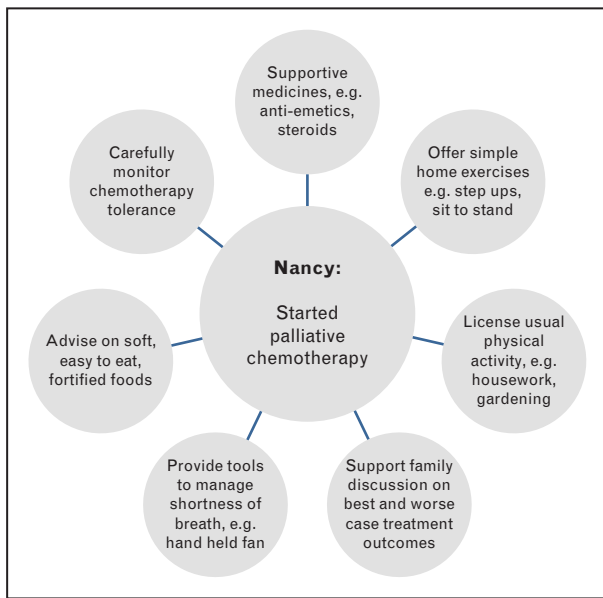 Supportive
medicines, e.g.
anti-emetics,
steroids
Offer simple
home exercises
e.g. step ups,
sit to stand
License usual
physical
activity, e.g.
housework,
gardening
Support family
discussion on
best and worse
case treatment
outcomes
Provide tools
to manage
shortness of
breath, e.g.
hand held fan
Advise on soft,
easy to eat,
fortified foods
Carefully
monitor
chemotherapy
tolerance
Nancy:
Started
palliative
chemotherapy